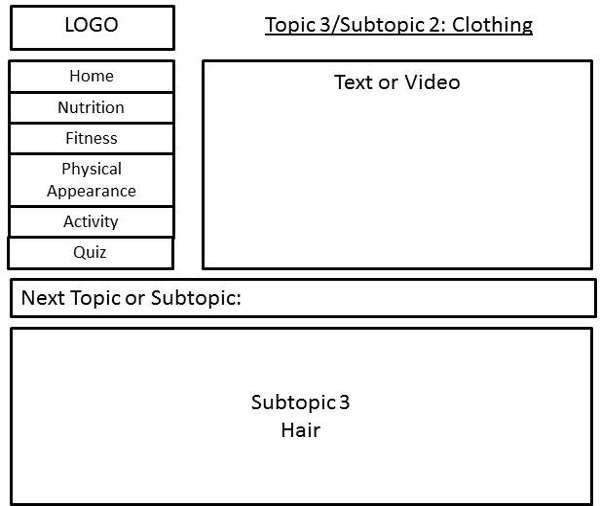 LOGO
Topic 3/Subtopic 2: Clothing
Home
Nutrition
Fitness
Physical
Appearance
Activity
Quiz
Text or Video
Next Topic or Subtopic:
Subtopic 3
Hair